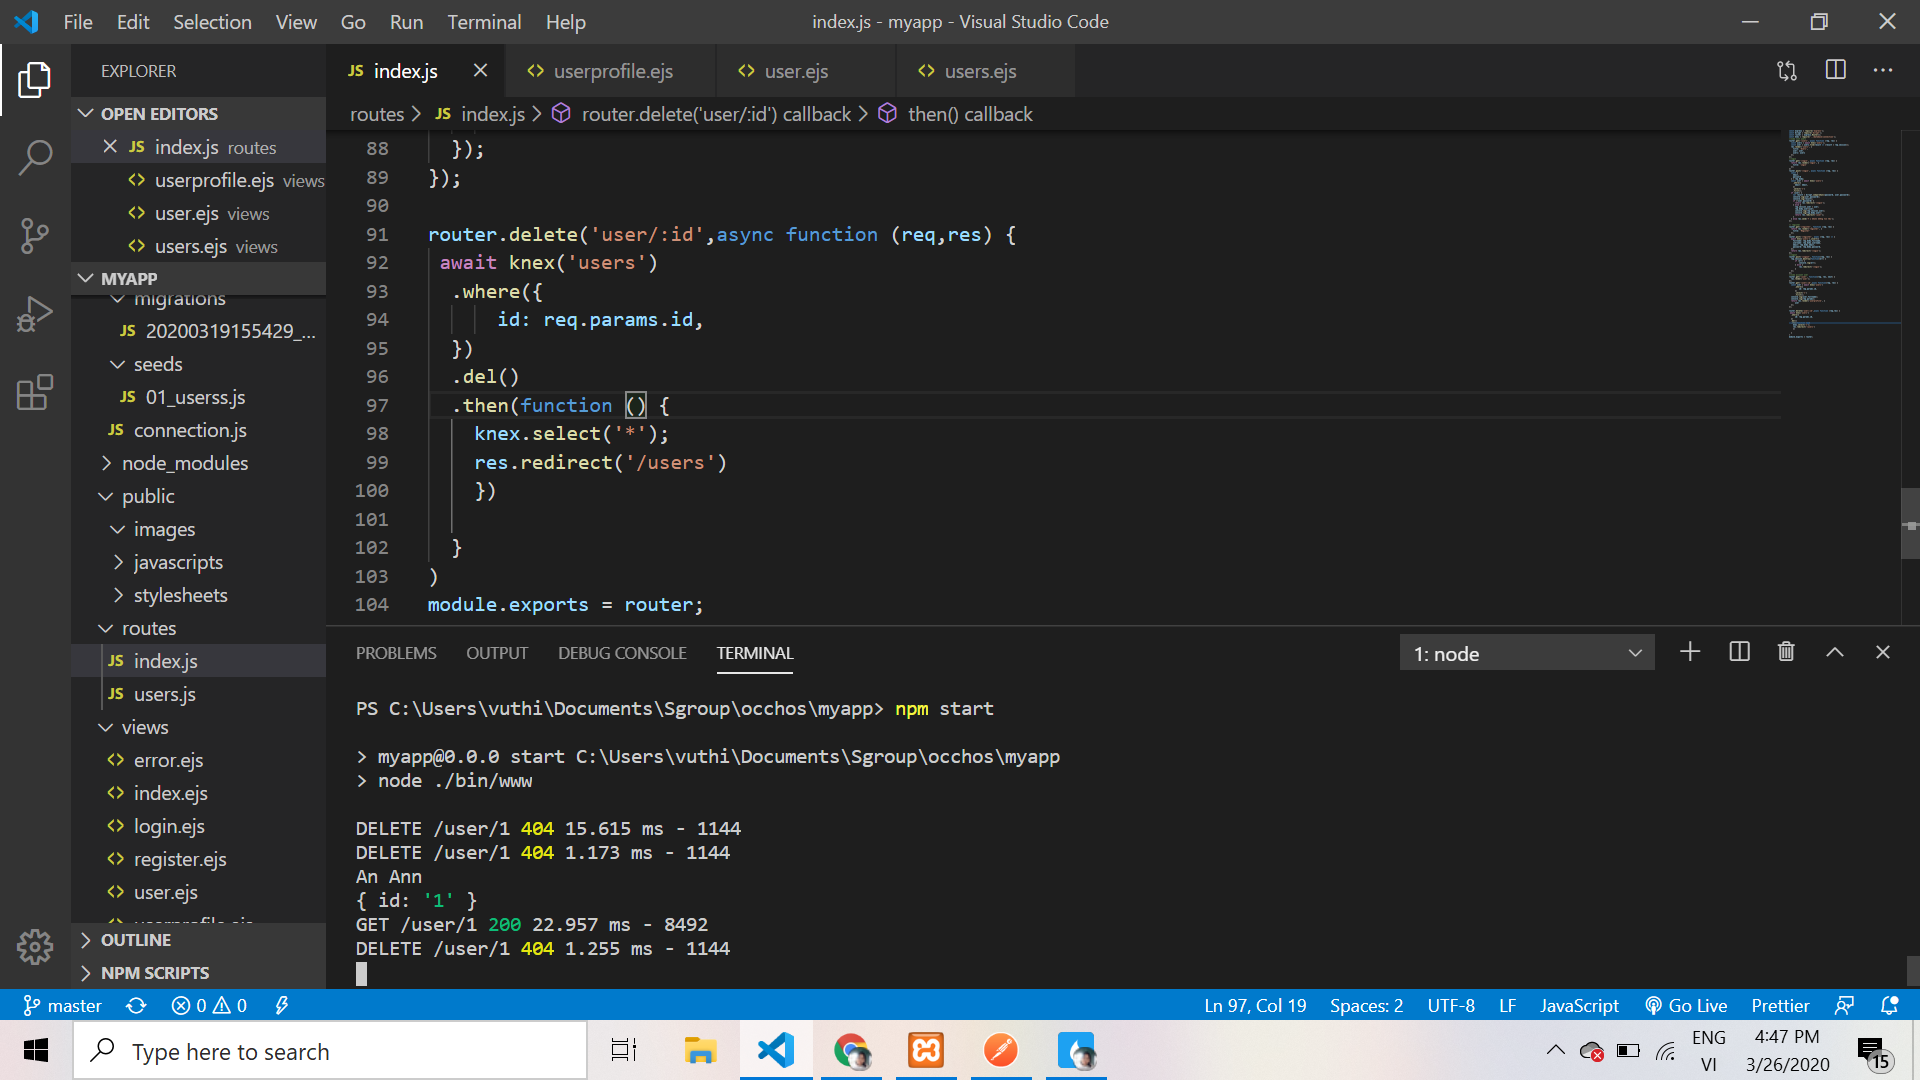 File Edit Selection View Go Run Terminal Help
index.js - myapp - Visual Studio Code
EXPLORER
OPEN EDITORS
JS index.js routes
userprofile.ejs views
user.ejs views
users.ejs views
MYAPP
migrations
JS 20200319155429_...
seeds
JS 01_userss.js
JS connection.js
node_modules
public
images
javascripts
stylesheets
routes
JS index.js
JS users.js
views
error.ejs
index.ejs
login.ejs
register.ejs
user.ejs
userprofile.ejs
OUTLINE
NPM SCRIPTS
JS index.js
userprofile.ejs
user.ejs
users.ejs
routes > JS index.js > router.delete('user/:id') callback > then() callback
88 });
89 });
90
91 router.delete('user/:id',async function (req,res) {
92 await knex('users')
93 .where({
94 id: req.params.id,
95 })
96 .del()
97 .then(function () {
98 knex.select('*');
99 res.redirect('/users')
100 })
101
102 }
103 )
104 module.exports = router;
PROBLEMS OUTPUT DEBUG CONSOLE TERMINAL
1: node
PS C:\Users\vuthi\Documents\Sgroup\occhos\myapp> npm start
> myapp@0.0.0 start C:\Users\vuthi\Documents\Sgroup\occhos\myapp
> node ./bin/www
DELETE /user/1 404 15.615 ms - 1144
DELETE /user/1 404 1.173 ms - 1144
An Ann
{ id: '1' }
GET /user/1 200 22.957 ms - 8492
DELETE /user/1 404 1.255 ms - 1144
master 0 0
Ln 97, Col 19 Spaces: 2 UTF-8 LF JavaScript Go Live Prettier
Type here to search
ENG
VI
4:47 PM
3/26/2020
15